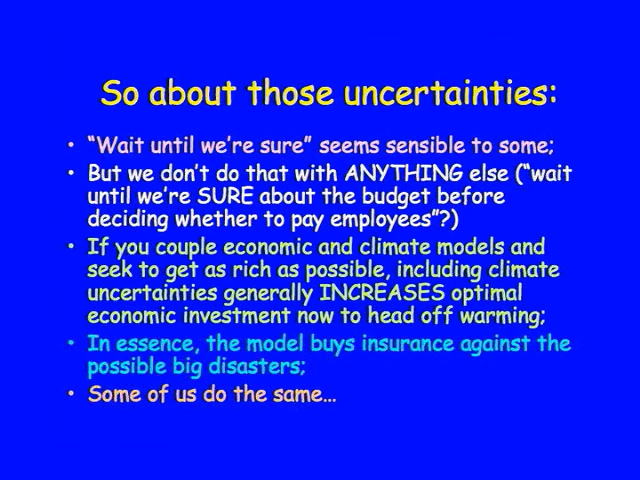 So about those uncertainties:
• “Wait until we’re sure” seems sensible to some;
• But we don’t do that with ANYTHING else (“wait
until we’re SURE about the budget before
deciding whether to pay employees”?)
• If you couple economic and climate models and
seek to get as rich as possible, including climate
uncertainties generally INCREASES optimal
economic investment now to head off warming;
• In essence, the model buys insurance against the
possible big disasters;
• Some of us do the same…